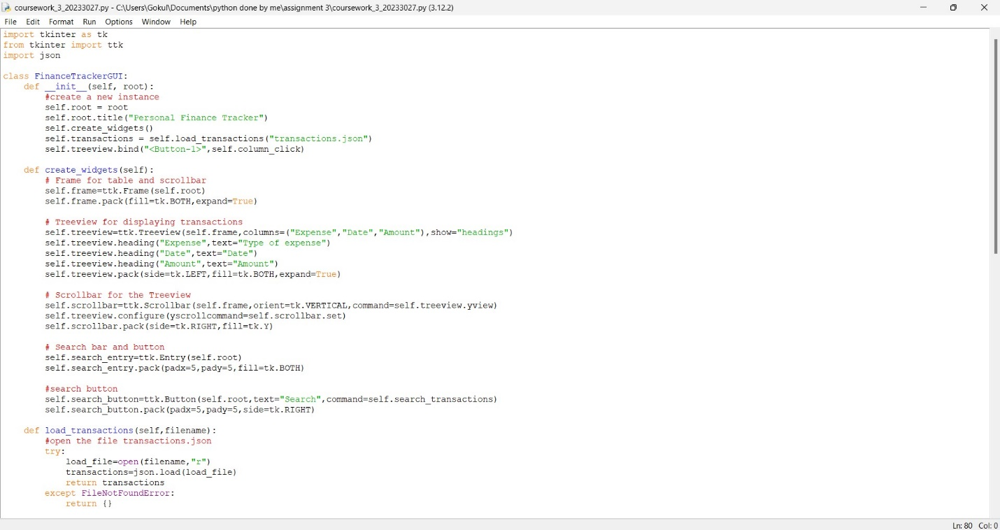 coursework_3_20233027.py - C:\Users\Gokul\Documents\python done by me\assignment 3\coursework_3_20233027.py (3.12.2)
File Edit Format Run Options Window Help
import tkinter as tk
from tkinter import ttk
import json

class FinanceTrackerGUI:
    def __init__(self, root):
        #create a new instance
        self.root = root
        self.root.title("Personal Finance Tracker")
        self.create_widgets()
        self.transactions = self.load_transactions("transactions.json")
        self.treeview.bind("<Button-1>",self.column_click)

    def create_widgets(self):
        # Frame for table and scrollbar
        self.frame=ttk.Frame(self.root)
        self.frame.pack(fill=tk.BOTH,expand=True)

        # Treeview for displaying transactions
        self.treeview=ttk.Treeview(self.frame,columns=("Expense","Date","Amount"),show="headings")
        self.treeview.heading("Expense",text="Type of expense")
        self.treeview.heading("Date",text="Date")
        self.treeview.heading("Amount",text="Amount")
        self.treeview.pack(side=tk.LEFT,fill=tk.BOTH,expand=True)

        # Scrollbar for the Treeview
        self.scrollbar=ttk.Scrollbar(self.frame,orient=tk.VERTICAL,command=self.treeview.yview)
        self.treeview.configure(yscrollcommand=self.scrollbar.set)
        self.scrollbar.pack(side=tk.RIGHT,fill=tk.Y)

        # Search bar and button
        self.search_entry=ttk.Entry(self.root)
        self.search_entry.pack(padx=5,pady=5,fill=tk.BOTH)

        #search button
        self.search_button=ttk.Button(self.root,text="Search",command=self.search_transactions)
        self.search_button.pack(padx=5,pady=5,side=tk.RIGHT)

    def load_transactions(self,filename):
        #open the file transactions.json
        try:
            load_file=open(filename,"r")
            transactions=json.load(load_file)
            return transactions
        except FileNotFoundError:
            return {}
Ln: 80 Col: 0